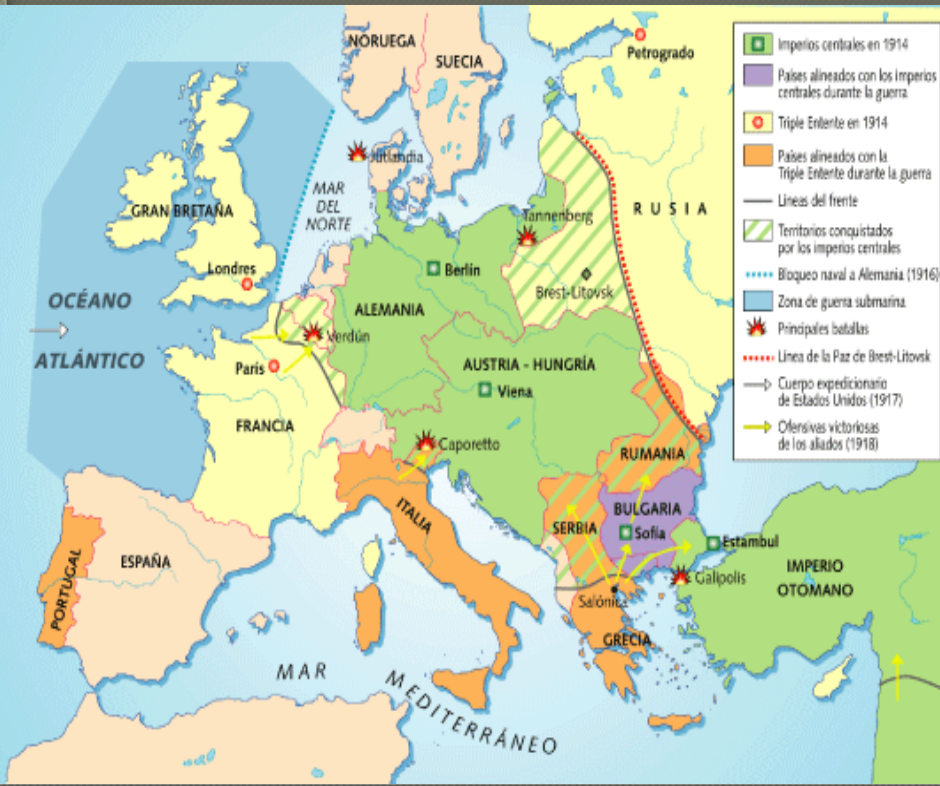 NORUEGA
SUECIA
Petrogrado
Jutlandia
MAR
DEL
NORTE
GRAN BRETAÑA
Londres
Tannenberg
RUSIA
Berlín
Brest-Litovsk
OCÉANO
ATLÁNTICO
ALEMANIA
Verdún
París
AUSTRIA - HUNGRÍA
Viena
FRANCIA
Caporetto
RUMANIA
ITALIA
BULGARIA
SERBIA
Sofía
Estambul
ESPAÑA
PORTUGAL
Galípolis
IMPERIO
OTOMANO
Salónica
GRECIA
MAR
MEDITERRÁNEO
Imperios centrales en 1914
Países alineados con los imperios
centrales durante la guerra
Triple Entente en 1914
Países alineados con la
Triple Entente durante la guerra
Líneas del frente
Territorios conquistados
por los imperios centrales
Bloqueo naval a Alemania (1916)
Zona de guerra submarina
Principales batallas
Línea de la Paz de Brest-Litovsk
Cuerpo expedicionario
de Estados Unidos (1917)
Ofensivas victoriosas
de los aliados (1918)